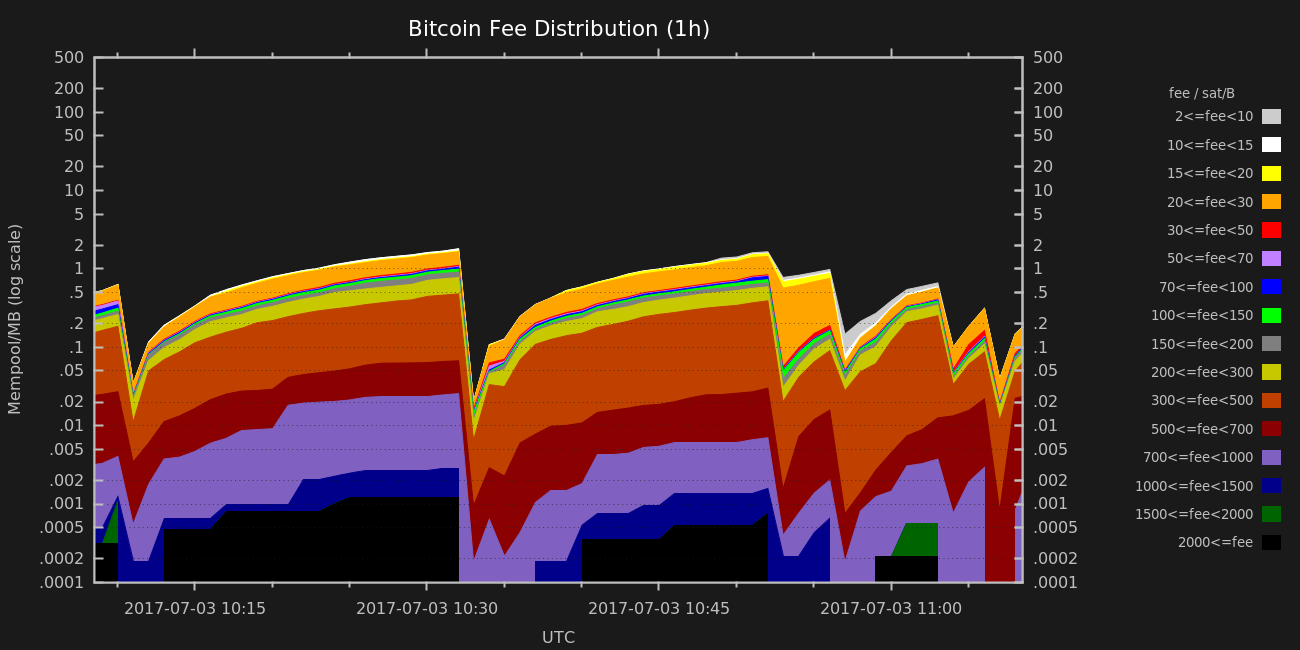 Bitcoin Fee Distribution (1h)
500
200
100
50
20
10
5
2
1
.5
.2
.1
.05
.02
.01
.005
.002
.001
.0005
.0002
.0001
Mempool/MB (log scale)
500
200
100
50
20
10
5
2
1
.5
.2
.1
.05
.02
.01
.005
.002
.001
.0005
.0002
.0001
2017-07-03 10:15
2017-07-03 10:30
2017-07-03 10:45
2017-07-03 11:00
UTC
fee / sat/B
2<=fee<10
10<=fee<15
15<=fee<20
20<=fee<30
30<=fee<50
50<=fee<70
70<=fee<100
100<=fee<150
150<=fee<200
200<=fee<300
300<=fee<500
500<=fee<700
700<=fee<1000
1000<=fee<1500
1500<=fee<2000
2000<=fee